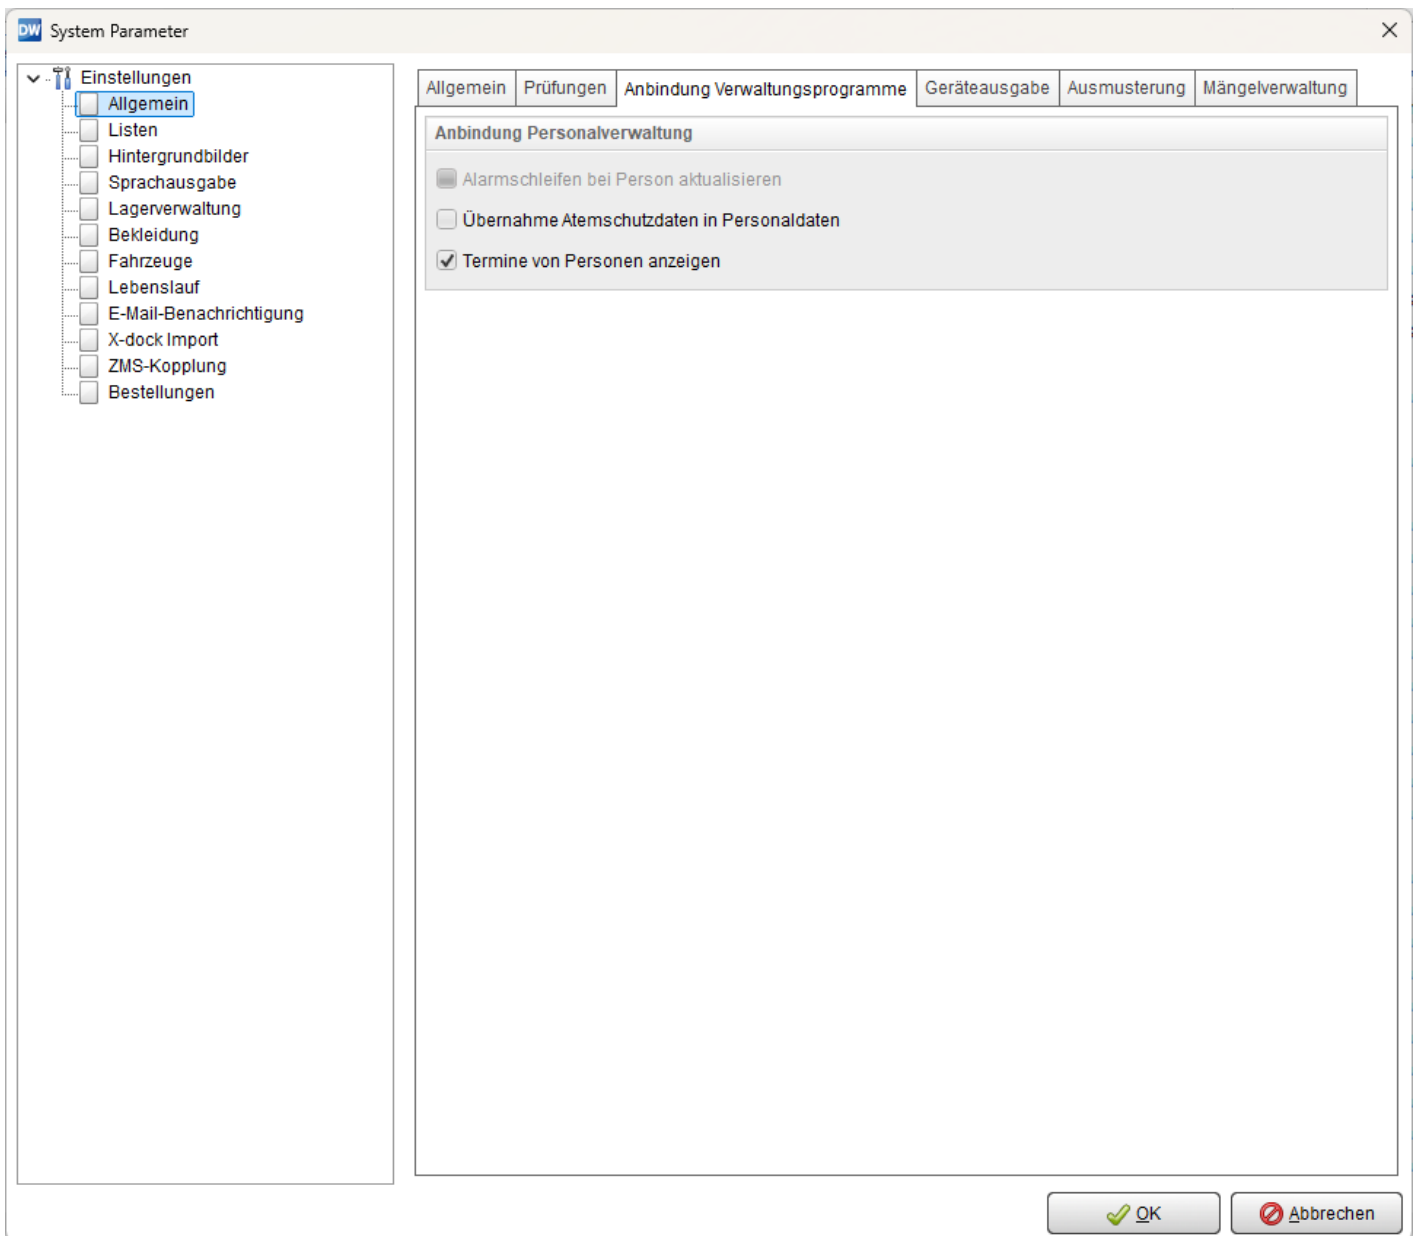 DW System Parameter
Einstellungen
Allgemein
Listen
Hintergrundbilder
Sprachausgabe
Lagerverwaltung
Bekleidung
Fahrzeuge
Lebenslauf
E-Mail-Benachrichtigung
X-dock Import
ZMS-Kopplung
Bestellungen
Allgemein Prüfungen Anbindung Verwaltungsprogramme Geräteausgabe Ausmusterung Mängelverwaltung
Anbindung Personalverwaltung
Alarmschleifen bei Person aktualisieren
Übernahme Atemschutzdaten in Personaldaten
Termine von Personen anzeigen
OK Abbrechen